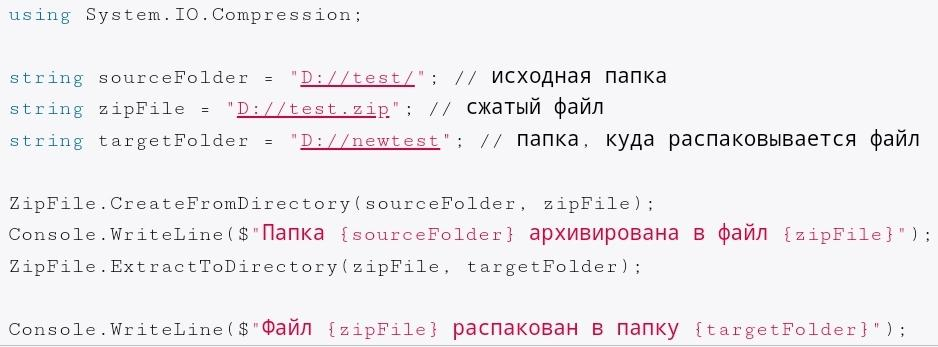 using System.IO.Compression;
string sourceFolder = "D://test/"; // исходная папка
string zipFile = "D://test.zip"; // сжатый файл
string targetFolder = "D://newtest"; // папка, куда распаковывается файл
ZipFile.CreateFromDirectory(sourceFolder, zipFile);
Console.WriteLine($"Папка {sourceFolder} архивирована в файл {zipFile}");
ZipFile.ExtractToDirectory(zipFile, targetFolder);
Console.WriteLine($"Файл {zipFile} распакован в папку {targetFolder}");